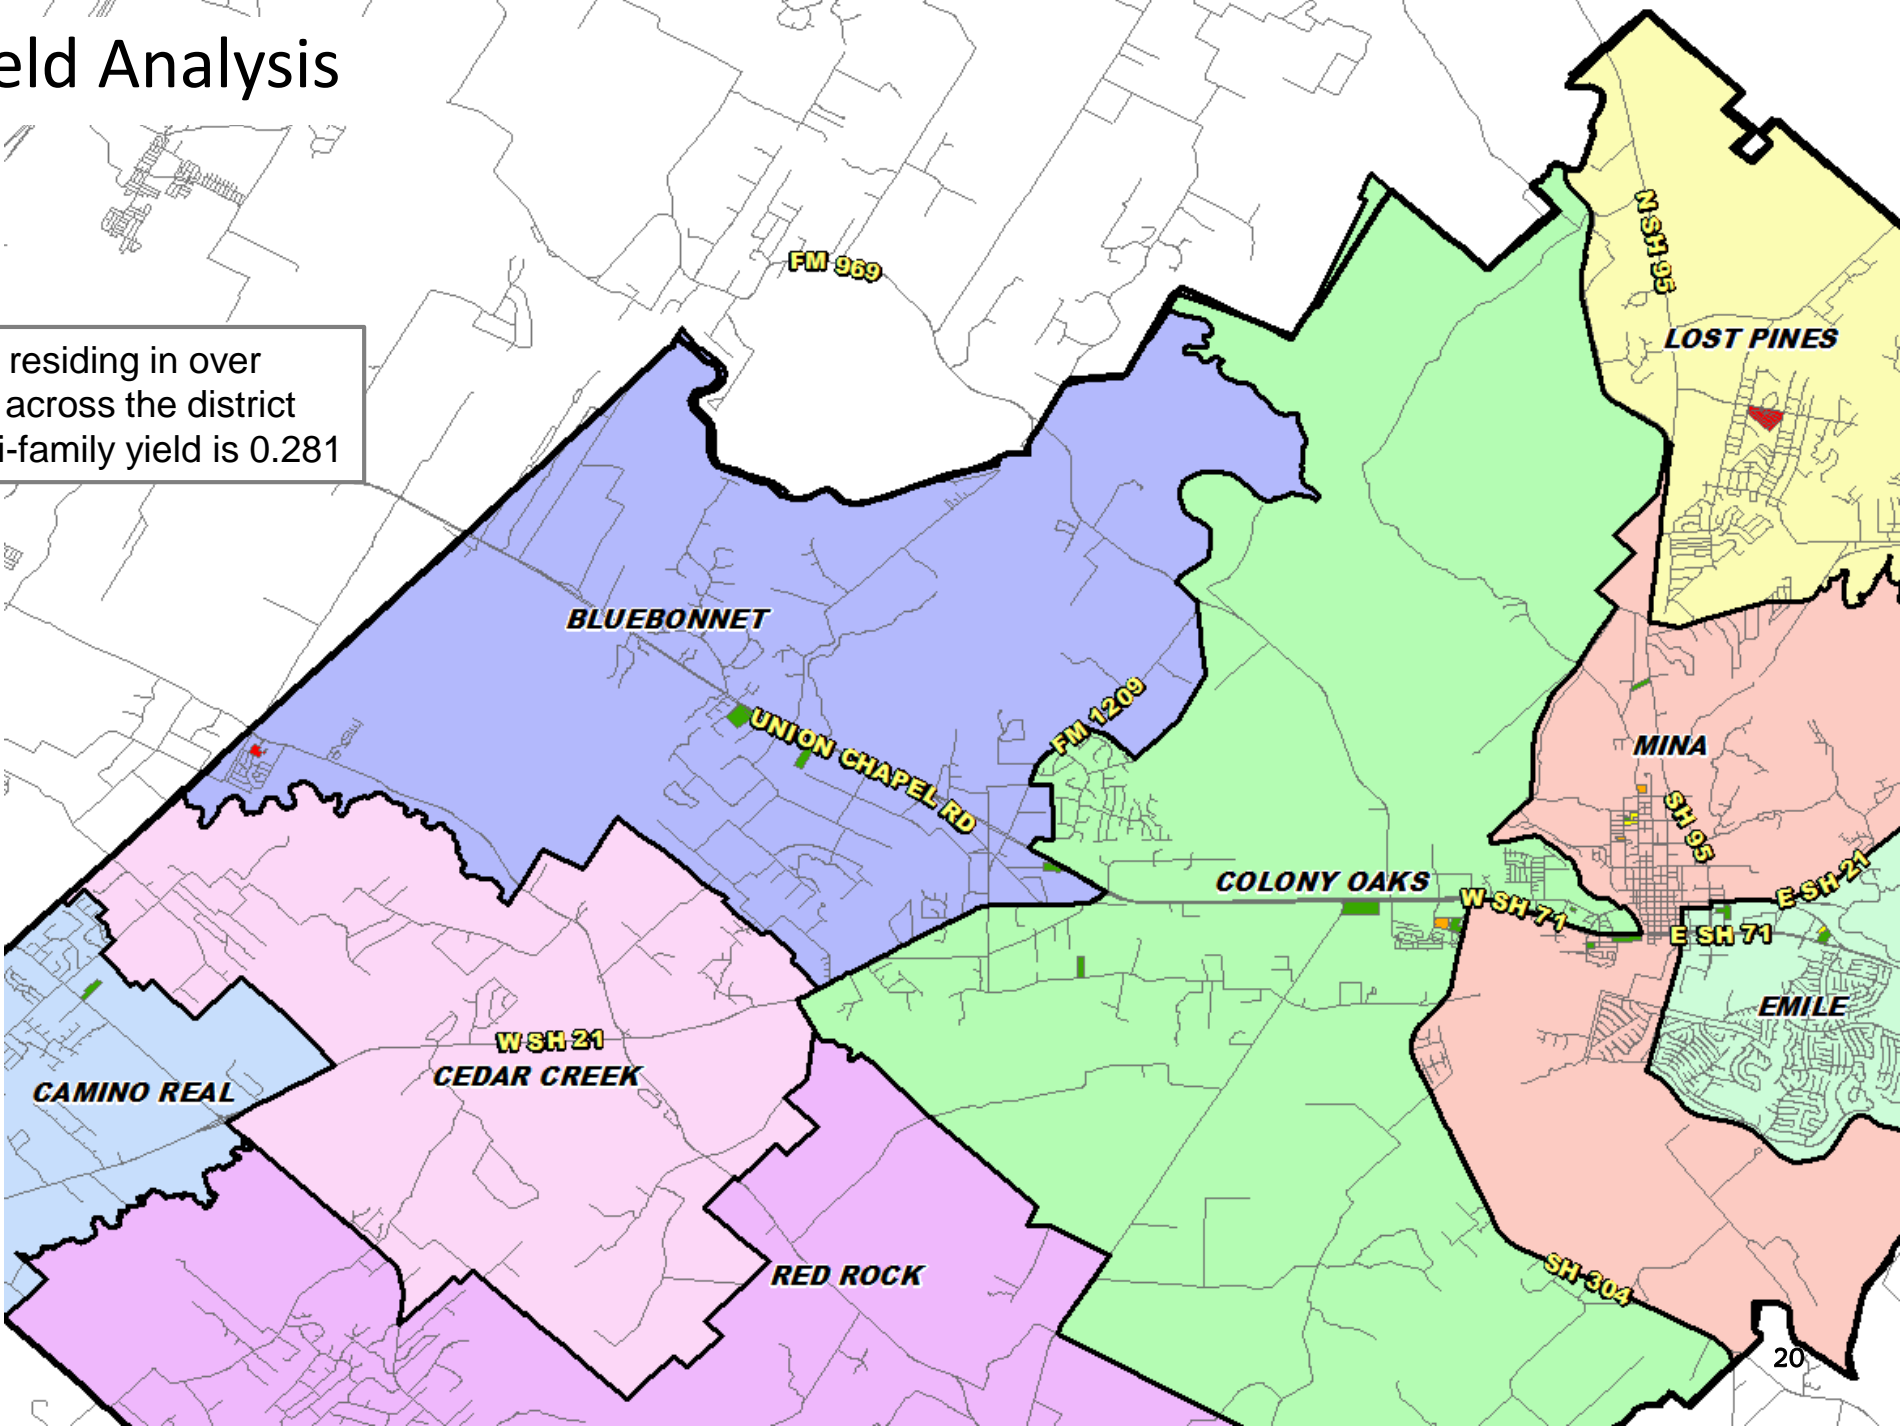 eld Analysis
FM 969
N SH 95
LOST PINES
residing in over
across the district
i-family yield is 0.281
BLUEBONNET
FM 1209
UNION CHAPEL RD
MINA
SH 95
COLONY OAKS
W SH 71
E SH 21
E SH 71
EMILE
W SH 21
CEDAR CREEK
CAMINO REAL
RED ROCK
SH 304
20